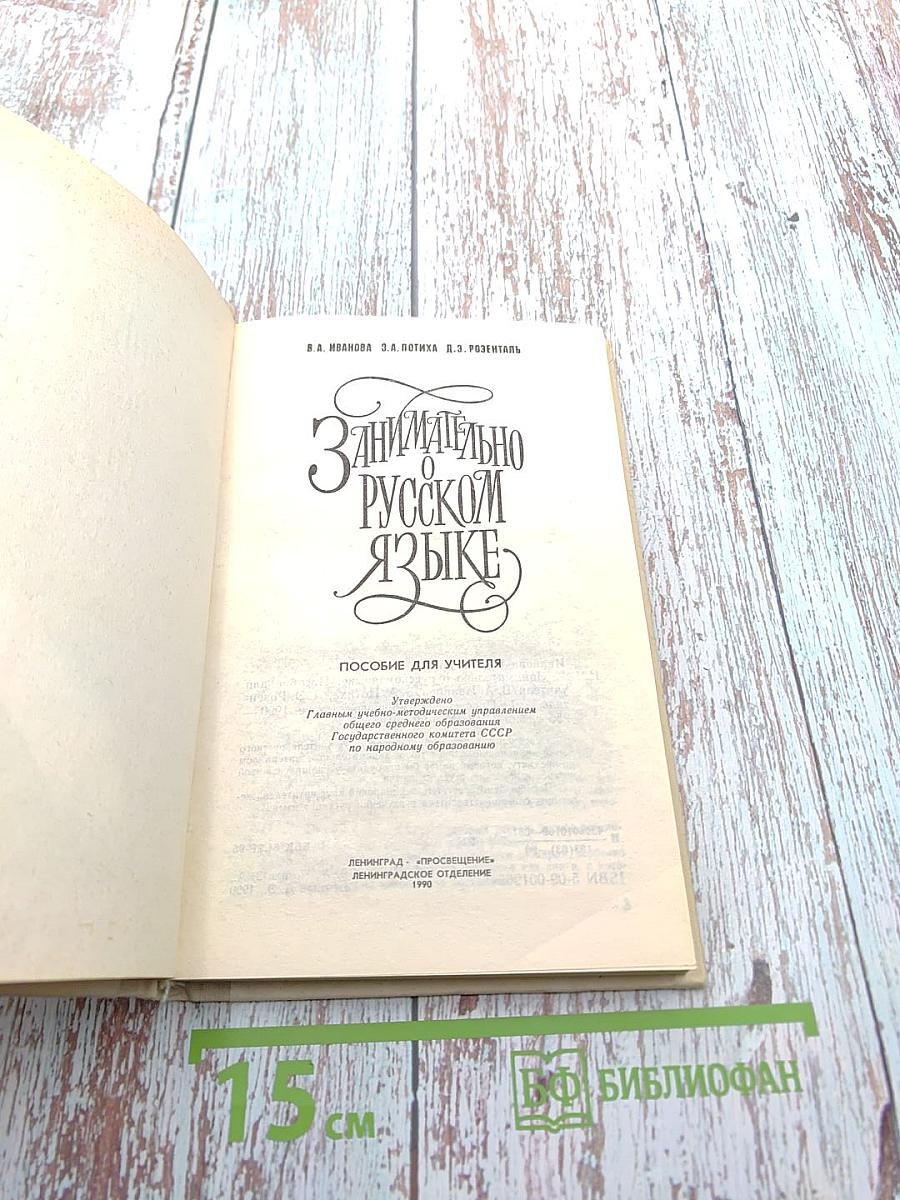 В.А. ИВАНОВА З.А. ПОТИХА Д.Э. РОЗЕНТАЛЬ
ЗАНИМАТЕЛЬНО
О
РУССКОМ
ЯЗЫКЕ
ПОСОБИЕ ДЛЯ УЧИТЕЛЯ
Утверждено
Главным учебно-методическим управлением
общего среднего образования
Государственного комитета СССР
по народному образованию
ЛЕНИНГРАД · «ПРОСВЕЩЕНИЕ»
ЛЕНИНГРАДСКОЕ ОТДЕЛЕНИЕ
1990
15 см
БФ БИБЛИОФАН